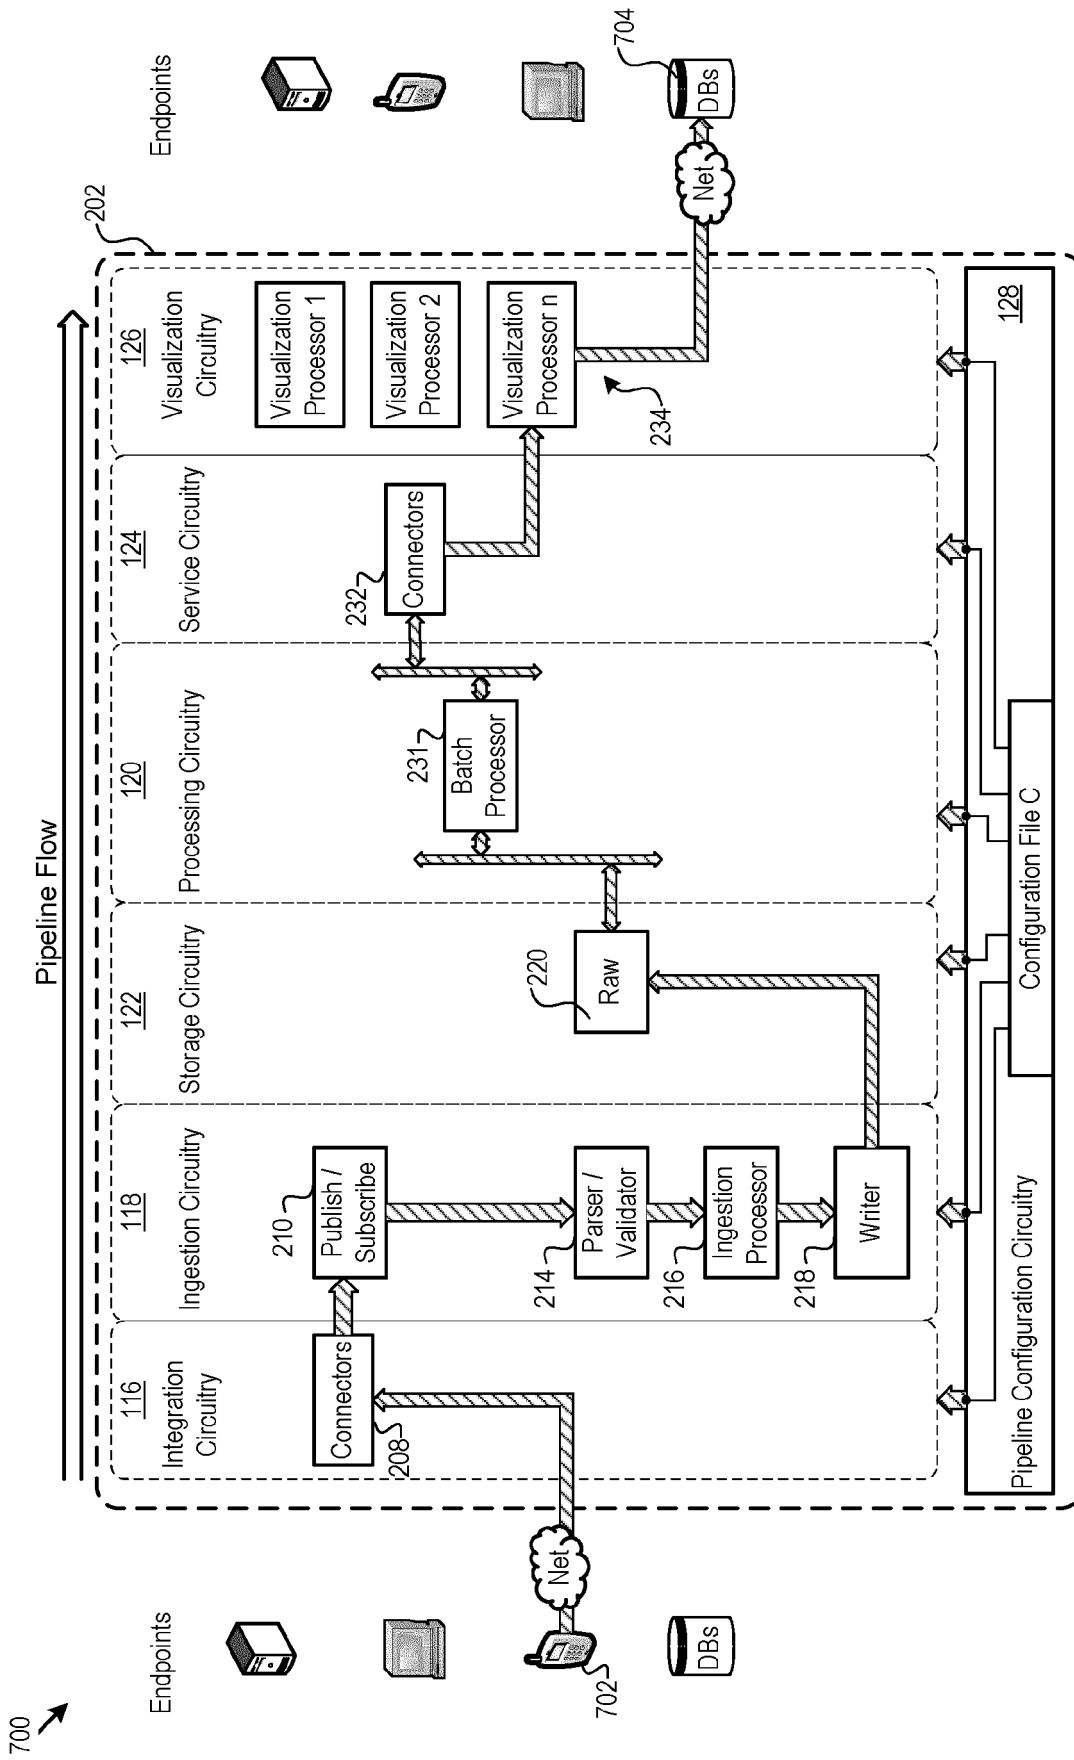 700
Pipeline Flow
Endpoints
Endpoints
202
116
Integration
Circuitry
118
Ingestion Circuitry
122
Storage Circuitry
120
Processing Circuitry
124
Service Circuitry
126
Visualization
Circuitry
Connectors
208
210
Publish /
Subscribe
214
Parser /
Validator
216
Ingestion
Processor
218
Writer
220
Raw
231
Batch
Processor
232
Connectors
Visualization
Processor 1
Visualization
Processor 2
Visualization
Processor n
234
Net
702
DBs
Net
704
DBs
Pipeline Configuration Circuitry
Configuration File C
128